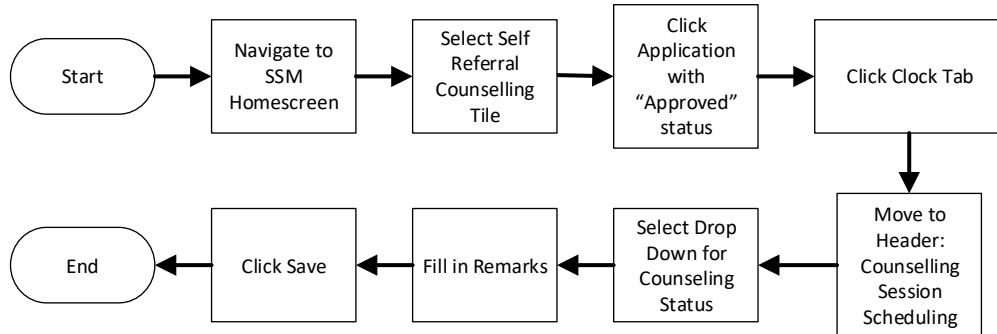 Start
Navigate to
SSM
Homescreen
Select Self
Referral
Counselling
Tile
Click
Application
with
“Approved”
status
Click Clock Tab
Move to
Header:
Counselling
Session
Scheduling
Select Drop
Down for
Counseling
Status
Fill in Remarks
Click Save
End